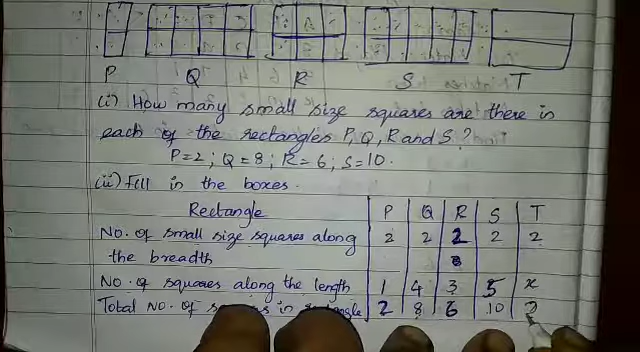 P Q R S T
(i) How many small size squares are there in
each of the rectangles P, Q, R and S?
P=2; Q=8; R=6; S=10.
(ii) Fill in the boxes.
Rectangle P Q R S T
No. of small size squares along 2 2 2 2 2
the breadth
No. of squares along the length 1 4 3 5 x
Total No. of in rectangle 2 8 6 10